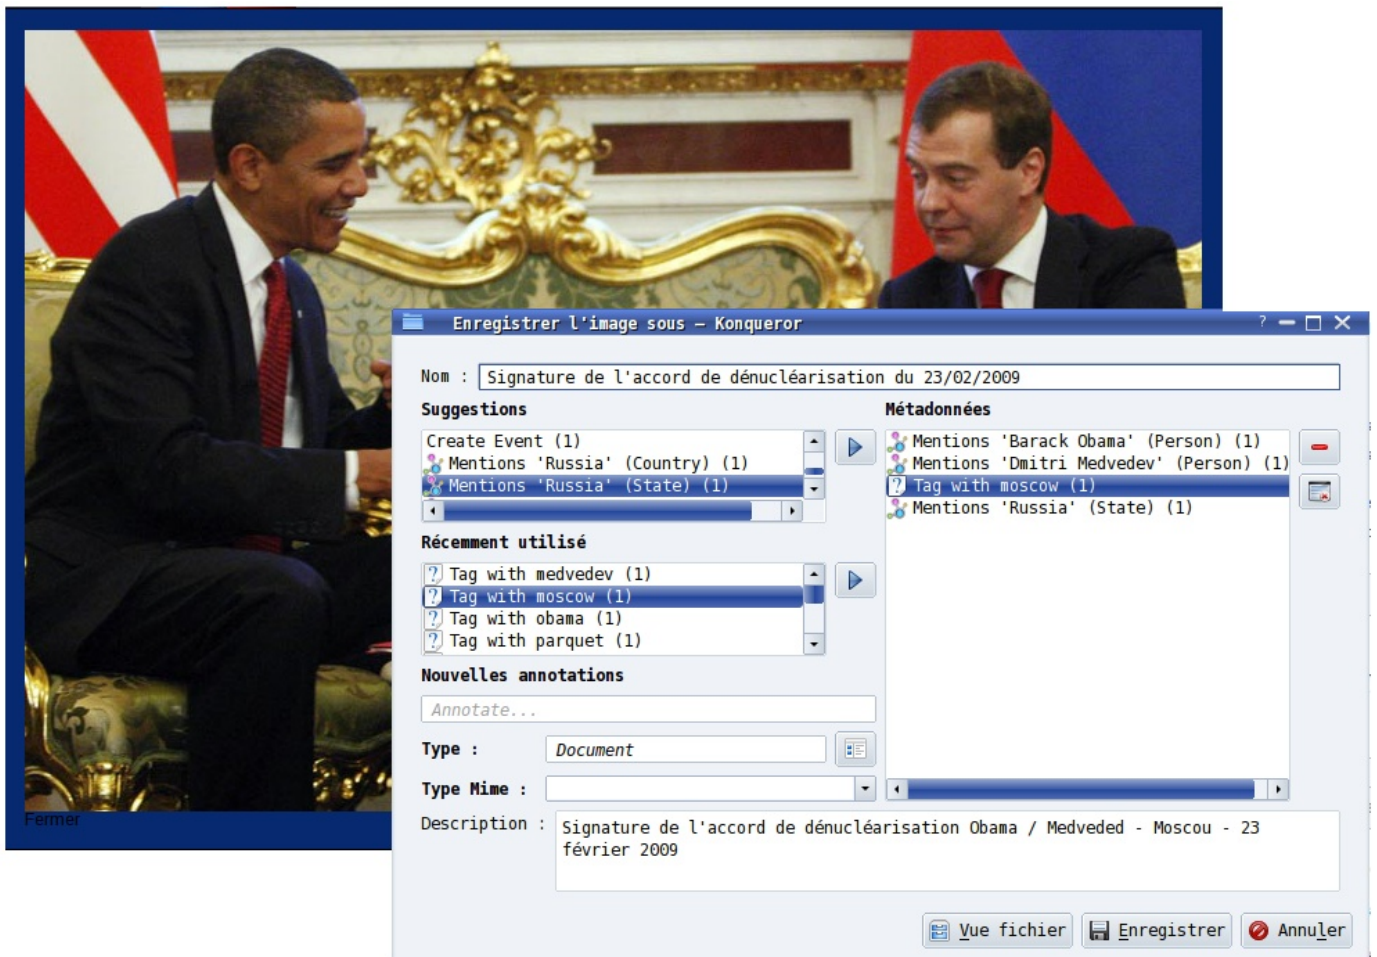 Enregistrer l'image sous – Konqueror
?
Nom :
Signature de l'accord de dénucléarisation du 23/02/2009
Suggestions
Create Event (1)
Mentions 'Russia' (Country) (1)
Mentions 'Russia' (State) (1)
Métadonnées
Mentions 'Barack Obama' (Person) (1)
Mentions 'Dmitri Medvedev' (Person) (1)
? Tag with moscow (1)
Mentions 'Russia' (State) (1)
Récemment utilisé
? Tag with medvedev (1)
? Tag with moscow (1)
? Tag with obama (1)
? Tag with parquet (1)
Nouvelles annotations
Annotate...
Type :
Document
Type Mime :
Description :
Signature de l'accord de dénucléarisation Obama / Medveded - Moscou - 23
février 2009
Fermer
Vue fichier
Enregistrer
Annuler